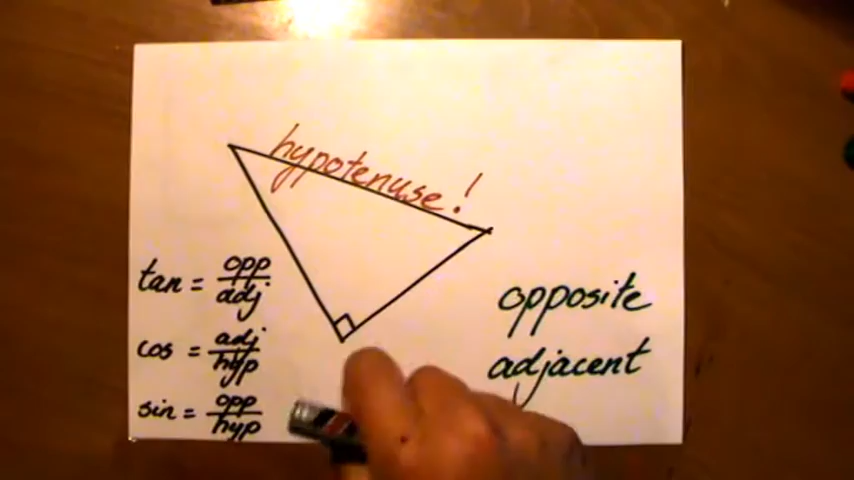 hypotenuse!
tan = opp/adj
cos = adj/hyp
sin = opp/hyp
opposite
adjacent